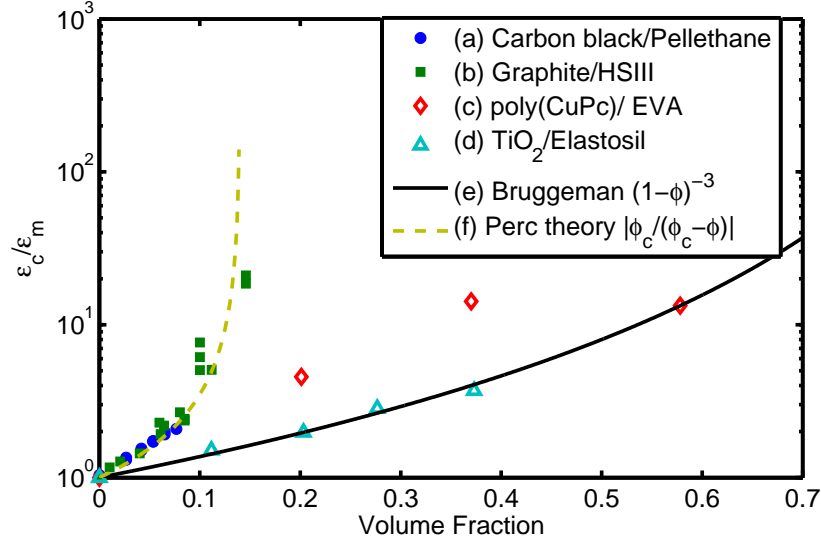 10³
10²
10¹
10⁰
ε_c/ε_m
(a) Carbon black/Pellethane
(b) Graphite/HSIII
(c) poly(CuPc)/ EVA
(d) TiO₂/Elastosil
(e) Bruggeman (1−ϕ)⁻³
(f) Perc theory |ϕ_c/(ϕ_c−ϕ)|
0 0.1 0.2 0.3 0.4 0.5 0.6 0.7
Volume Fraction